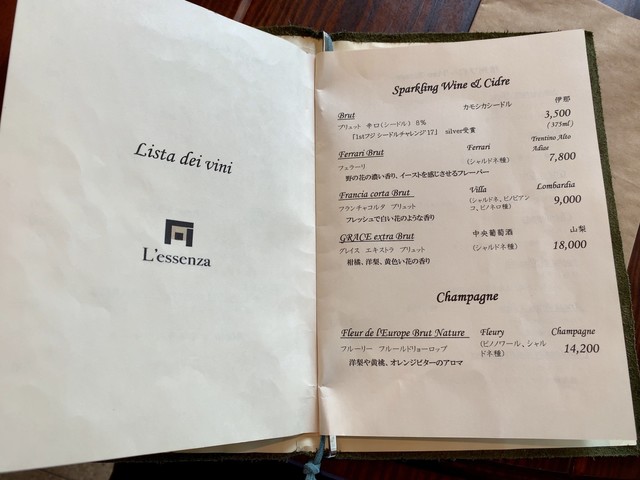 Lista dei vini
L'essenza
Sparkling Wine & Cidre
Brut カモシカシードル 伊那
ブリュット 辛口(シードル) 8% 3,500
「1stフジ シードルチャレンジ'17」 silver受賞 (375ml)
Ferrari Brut Ferrari Trentino Alto Adige
フェラーリ (シャルドネ種) 7,800
野の花の濃い香り、イーストを感じさせるフレーバー
Francia corta Brut Villa Lombardia
フランチャコルタ ブリュット (シャルドネ、ピノビアンコ、ピノネロ種) 9,000
フレッシュで白い花のような香り
GRACE extra Brut 中央葡萄酒 山梨
グレイス エキストラ ブリュット (シャルドネ種) 18,000
柑橘、洋梨、黄色い花の香り
Champagne
Fleur de l'Europe Brut Nature Fleury Champagne
フルーリー フルールドリョーロップ (ピノノワール、シャルドネ種) 14,200
洋梨や黄桃、オレンジピターのアロマ